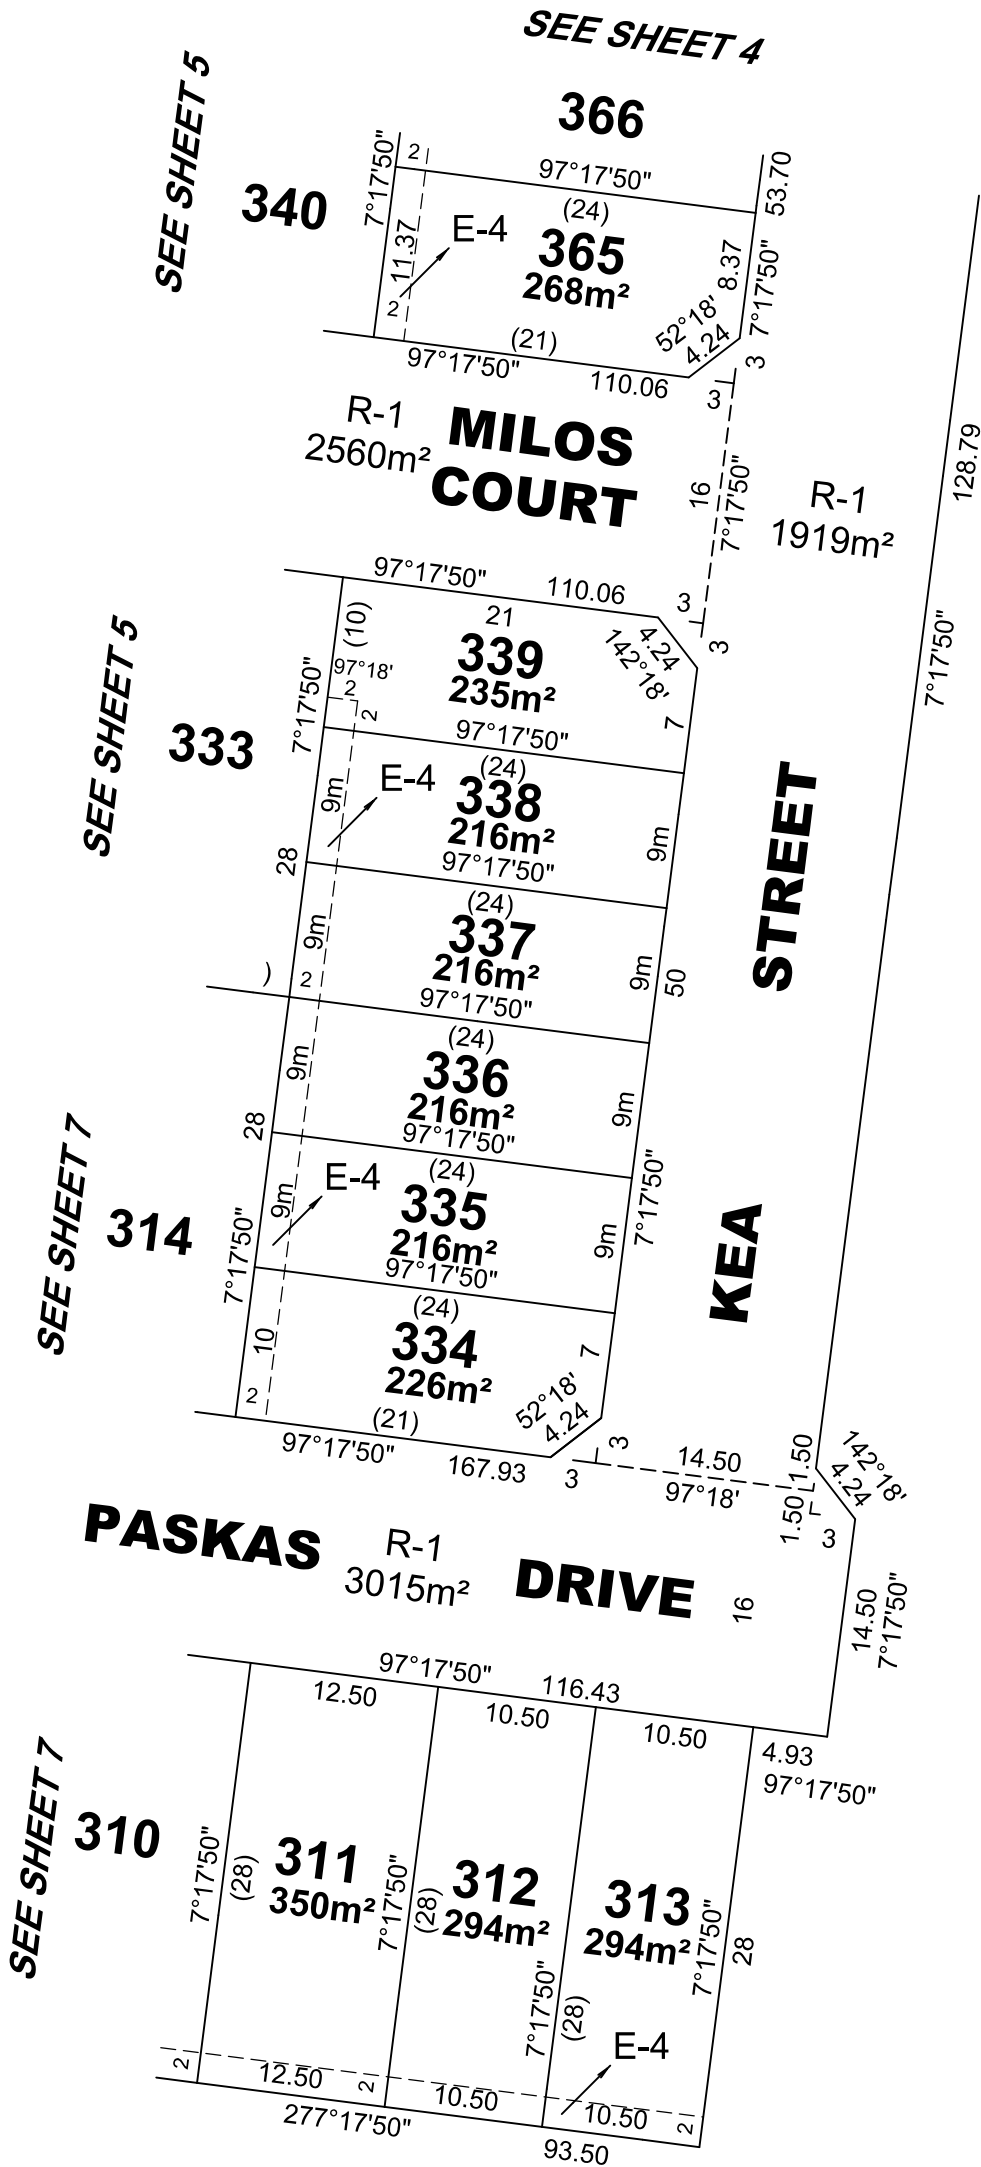 SEE SHEET 4
SEE SHEET 5
366
340
7°17'50"
2
97°17'50"
53.70
(24)
E-4
365
268m²
11.37
8.37
7°17'50"
2
52°18'
4.24
(21)
97°17'50"
110.06
3
3
R-1
2560m²
MILOS
COURT
16
7°17'50"
R-1
1919m²
128.79
7°17'50"
97°17'50"
110.06
3
3
SEE SHEET 5
333
(10)
21
339
235m²
4.24
142°18'
97°18'
2
2
7°17'50"
7
97°17'50"
(24)
E-4
338
216m²
9m
9m
97°17'50"
28
(24)
337
216m²
9m
9m
50
)
2
97°17'50"
STREET
(24)
336
216m²
9m
9m
97°17'50"
28
SEE SHEET 7
314
(24)
E-4
335
216m²
9m
9m
7°17'50"
97°17'50"
KEA
7°17'50"
(24)
334
226m²
10
7
2
52°18'
4.24
(21)
97°17'50"
167.93
3
3
14.50
97°18'
1.50
1.50
142°18'
4.24
3
PASKAS
R-1
3015m²
DRIVE
16
14.50
7°17'50"
97°17'50"
116.43
12.50
10.50
10.50
4.93
97°17'50"
SEE SHEET 7
310
7°17'50"
(28)
311
350m²
7°17'50"
(28)
312
294m²
7°17'50"
(28)
313
294m²
7°17'50"
28
E-4
2
12.50
2
10.50
10.50
2
277°17'50"
93.50